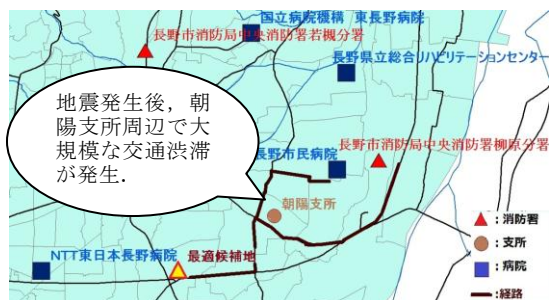 国立病院機構　東長野病院
長野市消防局中央消防署若槻分署
長野県立総合リハビリテーションセンター
地震発生後，朝
陽支所周辺で大
規模な交通渋滞
が発生．
長野市消防局中央消防署柳原分署
長野市民病院
朝陽支所
NTT東日本長野病院
最適候補地
：消防署
：支所
：病院
：経路